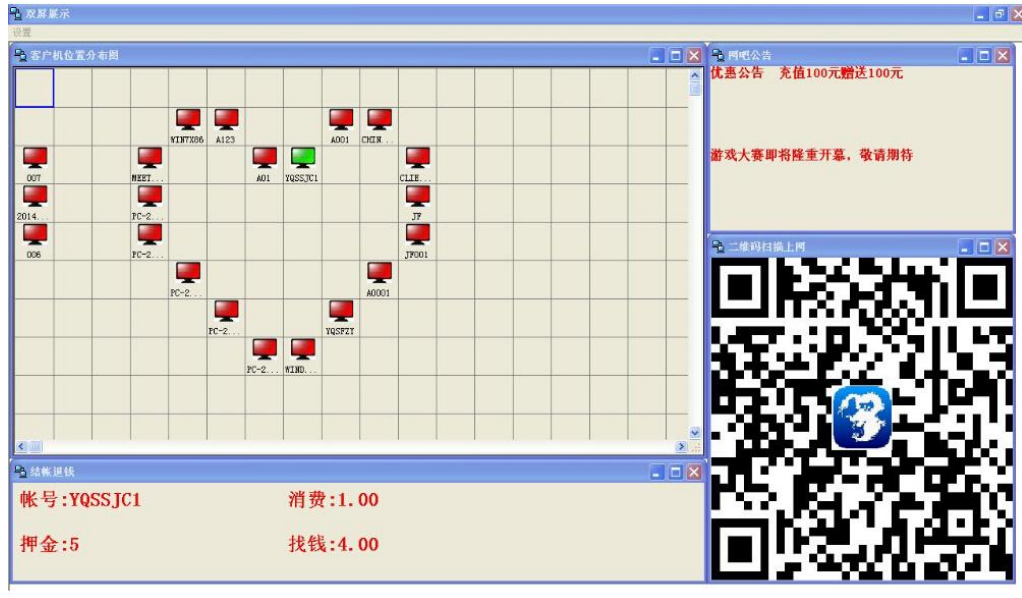 双屏展示
设置
客户机位置分布图
WIN7X86 A123 A001 CHIN...
007 MEET... A01 YQSSJC1 CLIE...
2014... PC-2... JF
006 PC-2... JF001
PC-2... A0001
PC-2... YQSFZY
PC-2... WIND...
结帐退钱
帐号:YQSSJC1 消费:1.00
押金:5 找钱:4.00
网吧公告
优惠公告 充值100元赠送100元
游戏大赛即将隆重开幕，敬请期待
二维码扫描上网